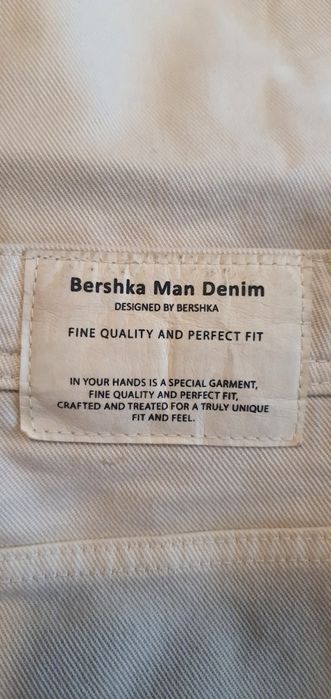 Bershka Man Denim
DESIGNED BY BERSHKA
FINE QUALITY AND PERFECT FIT
IN YOUR HANDS IS A SPECIAL GARMENT,
FINE QUALITY AND PERFECT FIT,
CRAFTED AND TREATED FOR A TRULY UNIQUE
FIT AND FEEL.